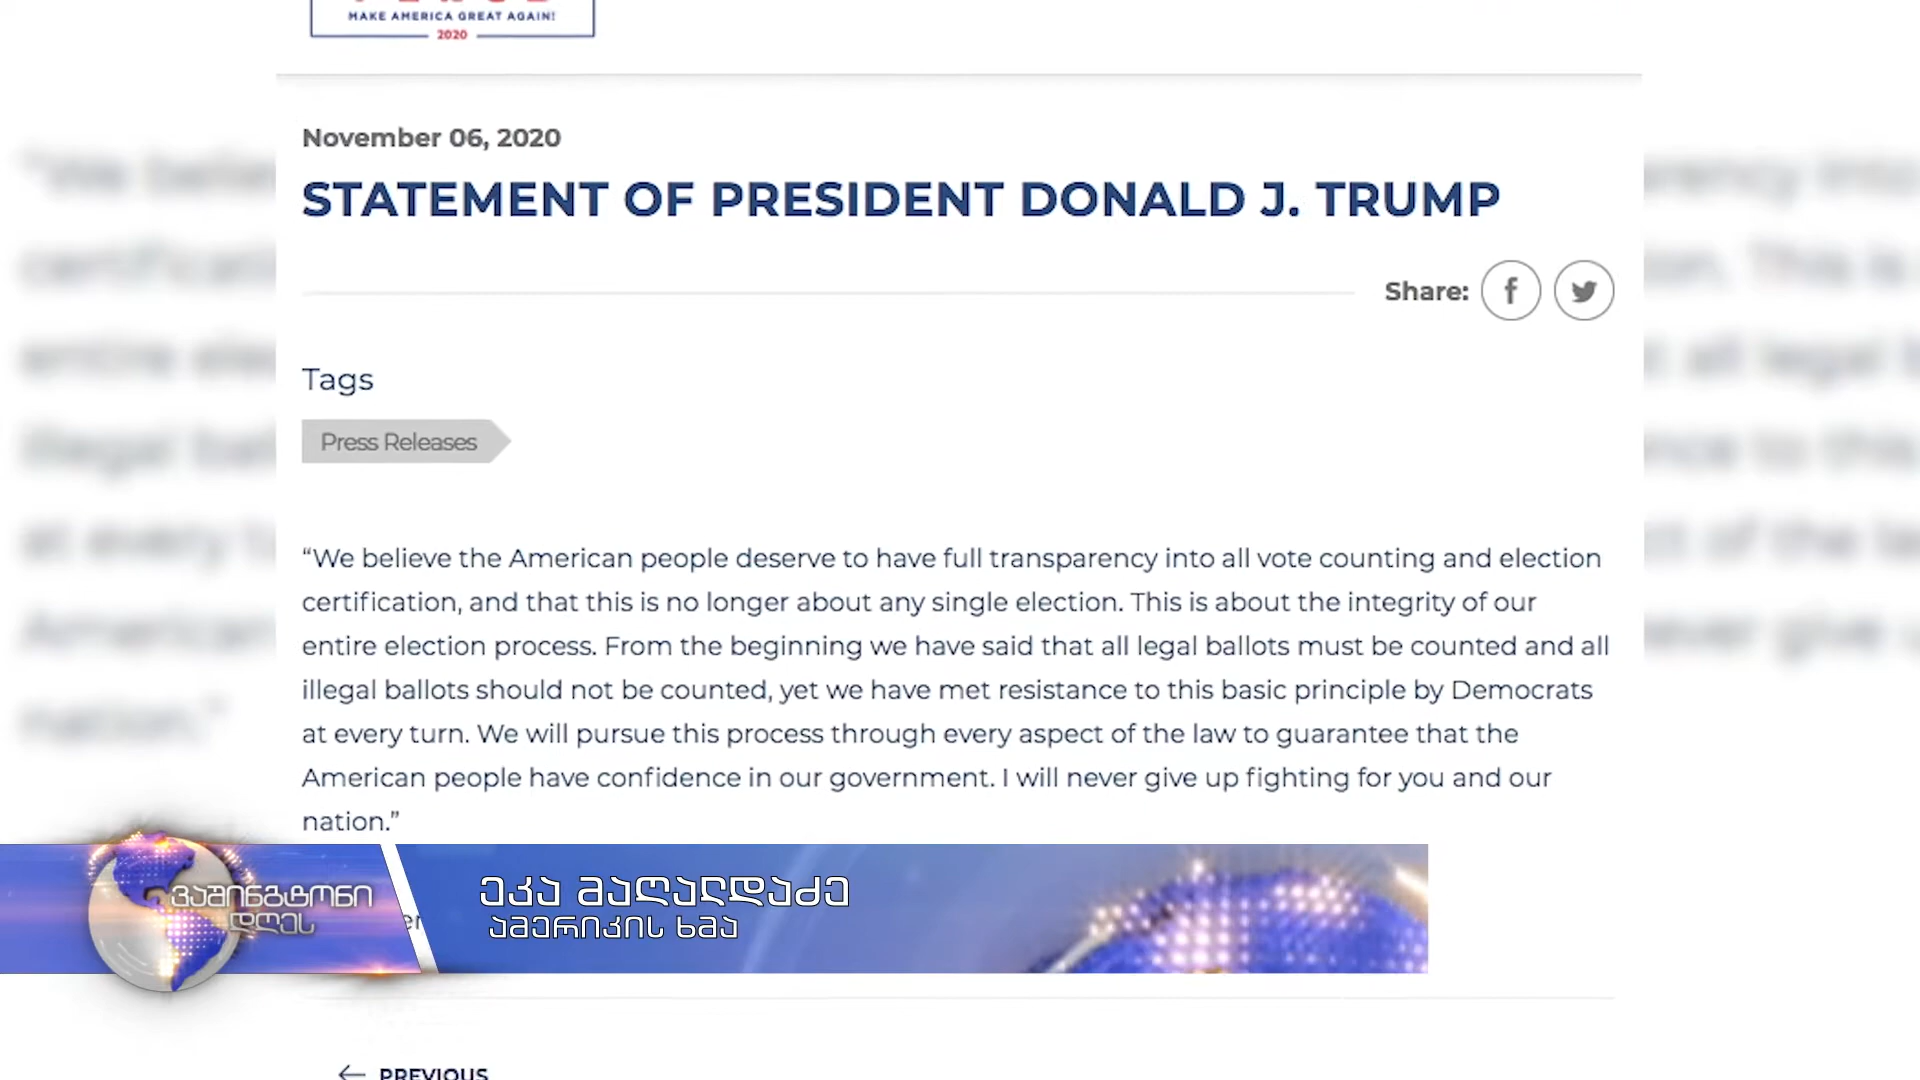 MAKE AMERICA GREAT AGAIN!
2020
November 06, 2020
STATEMENT OF PRESIDENT DONALD J. TRUMP
Share:
Tags
Press Releases
“We believe the American people deserve to have full transparency into all vote counting and election
certification, and that this is no longer about any single election. This is about the integrity of our
entire election process. From the beginning we have said that all legal ballots must be counted and all
illegal ballots should not be counted, yet we have met resistance to this basic principle by Democrats
at every turn. We will pursue this process through every aspect of the law to guarantee that the
American people have confidence in our government. I will never give up fighting for you and our
nation.”
ვაშინგტონი
დღეს
ეკა მაღალდაძე
ამერიკის ხმა
PREVIOUS